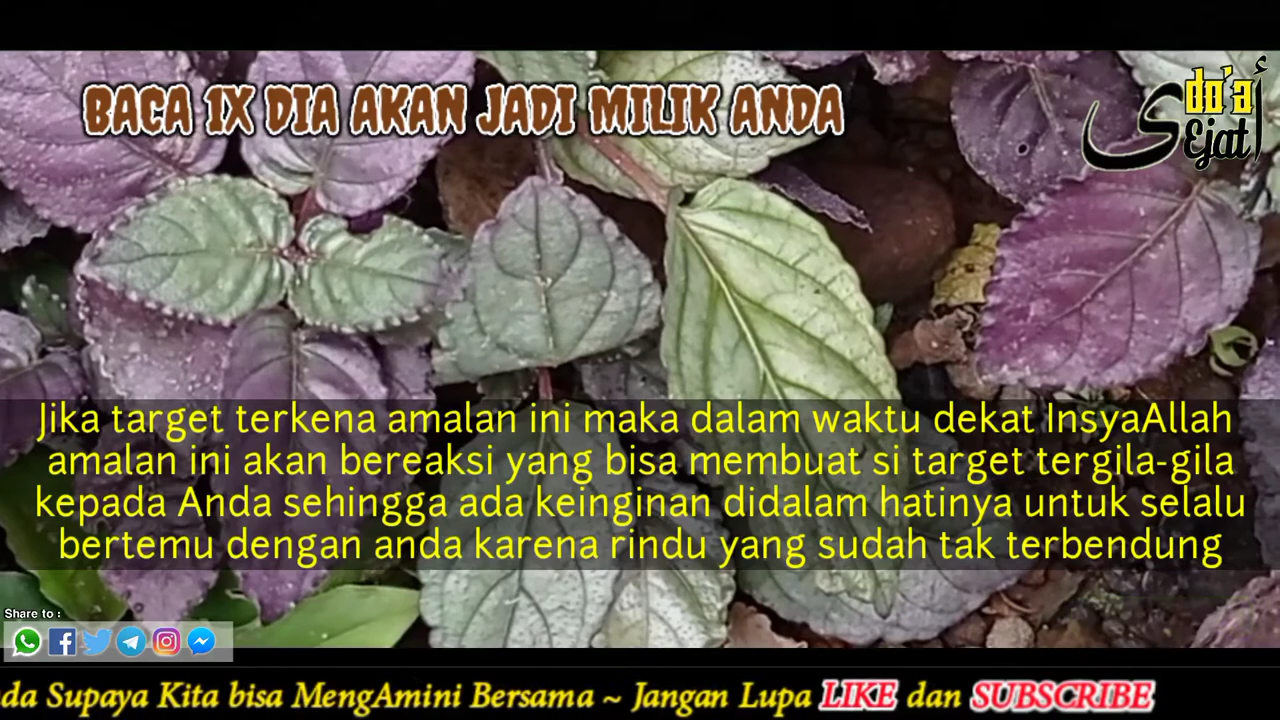 BACA 1X DIA AKAN JADI MILIK ANDA
do'a
Ejati
Jika target terkena amalan ini maka dalam waktu dekat InsyaAllah
amalan ini akan bereaksi yang bisa membuat si target tergila-gila
kepada Anda sehingga ada keinginan didalam hatinya untuk selalu
bertemu dengan anda karena rindu yang sudah tak terbendung
Share to :
da Supaya Kita bisa MengAmini Bersama ~ Jangan Lupa LIKE dan SUBSCRIBE